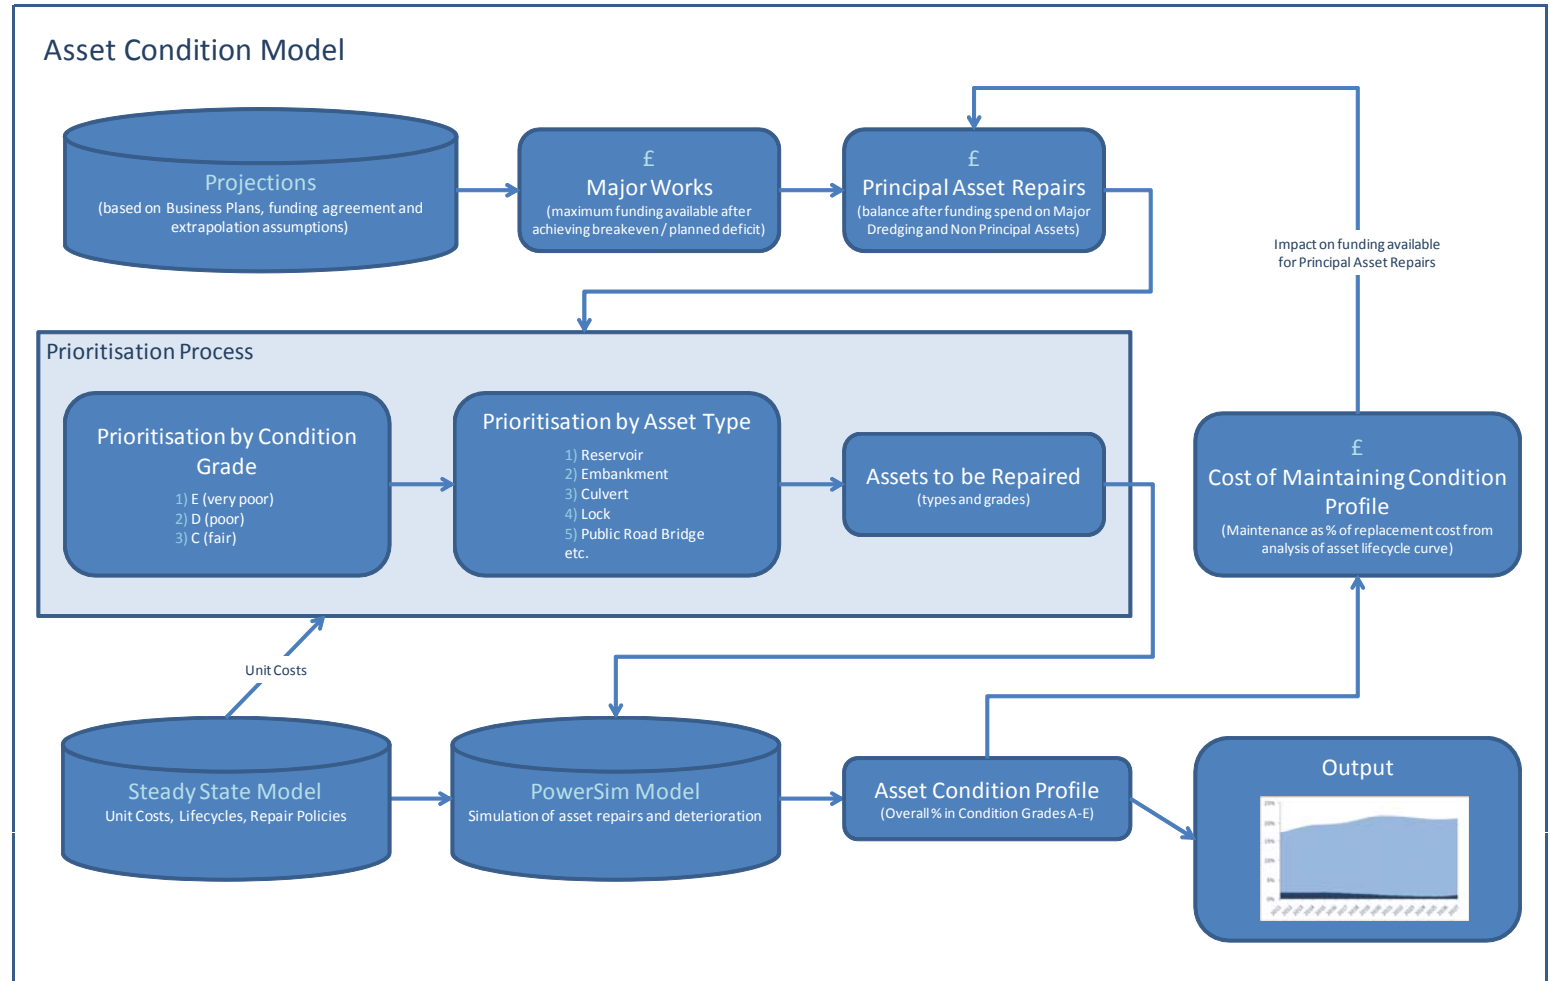 Asset Condition Model
Projections
(based on Business Plans, funding agreement and
extrapolation assumptions)
£
Major Works
(maximum funding available after
achieving breakeven / planned deficit)
£
Principal Asset Repairs
(balance after funding spend on Major
Dredging and Non Principal Assets)
Impact on funding available
for Principal Asset Repairs
Prioritisation Process
Prioritisation by Condition
Grade
1) E (very poor)
2) D (poor)
3) C (fair)
Prioritisation by Asset Type
1) Reservoir
2) Embankment
3) Culvert
4) Lock
5) Public Road Bridge
etc.
Assets to be Repaired
(types and grades)
£
Cost of Maintaining Condition
Profile
(Maintenance as % of replacement cost from
analysis of asset lifecycle curve)
Unit Costs
Steady State Model
Unit Costs, Lifecycles, Repair Policies
PowerSim Model
Simulation of asset repairs and deterioration
Asset Condition Profile
(Overall % in Condition Grades A-E)
Output